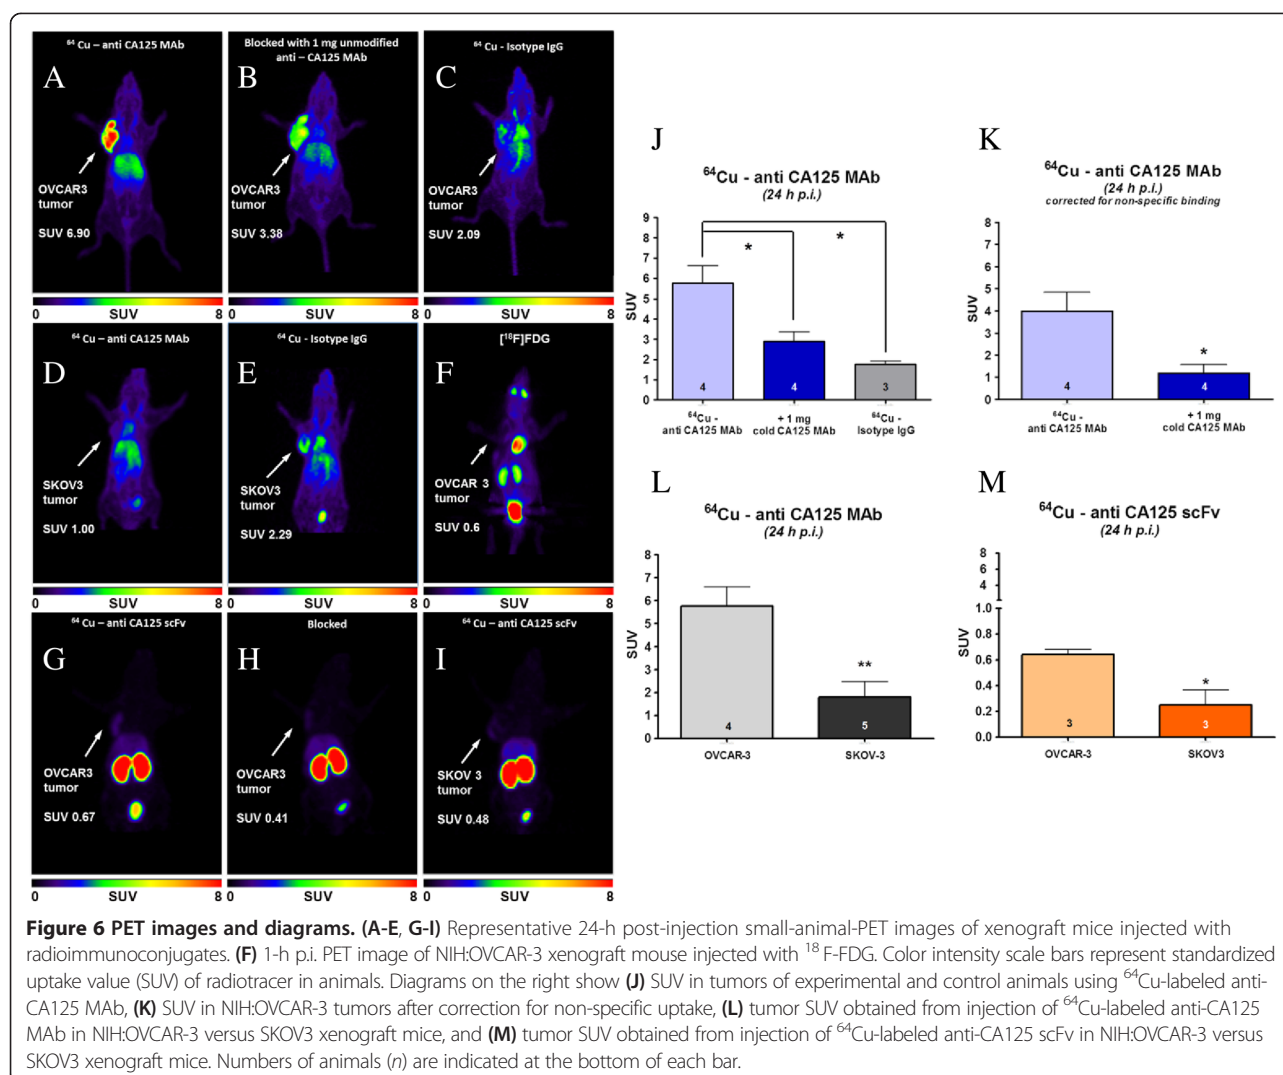 ⁶⁴ Cu – anti CA125 MAb
A
OVCAR3
tumor
SUV 6.90
0 SUV 8
Blocked with 1 mg unmodified
anti – CA125 MAb
B
OVCAR3
tumor
SUV 3.38
0 SUV 8
⁶⁴ Cu - Isotype IgG
C
OVCAR3
tumor
SUV 2.09
0 SUV 8
⁶⁴ Cu – anti CA125 MAb
D
SKOV3
tumor
SUV 1.00
0 SUV 8
⁶⁴ Cu - Isotype IgG
E
SKOV3
tumor
SUV 2.29
0 SUV 8
[¹⁸F]FDG
F
OVCAR 3
tumor
SUV 0.6
0 SUV 8
⁶⁴ Cu – anti CA125 scFv
G
OVCAR3
tumor
SUV 0.67
0 SUV 8
Blocked
H
OVCAR3
tumor
SUV 0.41
0 SUV 8
⁶⁴ Cu – anti CA125 scFv
I
SKOV 3
tumor
SUV 0.48
0 SUV 8
J
⁶⁴Cu - anti CA125 MAb
(24 h p.i.)
SUV
9
8
7
6
5
4
3
2
1
0
*
*
4
4
3
⁶⁴Cu -
anti CA125 MAb
+ 1 mg
cold CA125 MAb
⁶⁴Cu -
Isotype IgG
K
⁶⁴Cu - anti CA125 MAb
(24 h p.i.)
corrected for non-specific binding
SUV
8
7
6
5
4
3
2
1
0
*
4
4
⁶⁴Cu -
anti CA125 MAb
+ 1 mg
cold CA125 MAb
L
⁶⁴Cu - anti CA125 MAb
(24 h p.i.)
SUV
8
7
6
5
4
3
2
1
0
**
4
5
OVCAR-3
SKOV-3
M
⁶⁴Cu - anti CA125 scFv
(24 h p.i.)
SUV
8
6
4
2
1.0
0.8
0.6
0.4
0.2
0.0
*
3
3
OVCAR-3
SKOV3
Figure 6 PET images and diagrams. (A-E, G-I) Representative 24-h post-injection small-animal-PET images of xenograft mice injected with
radioimmunoconjugates. (F) 1-h p.i. PET image of NIH:OVCAR-3 xenograft mouse injected with ¹⁸ F-FDG. Color intensity scale bars represent standardized
uptake value (SUV) of radiotracer in animals. Diagrams on the right show (J) SUV in tumors of experimental and control animals using ⁶⁴Cu-labeled anti-
CA125 MAb, (K) SUV in NIH:OVCAR-3 tumors after correction for non-specific uptake, (L) tumor SUV obtained from injection of ⁶⁴Cu-labeled anti-CA125
MAb in NIH:OVCAR-3 versus SKOV3 xenograft mice, and (M) tumor SUV obtained from injection of ⁶⁴Cu-labeled anti-CA125 scFv in NIH:OVCAR-3 versus
SKOV3 xenograft mice. Numbers of animals (n) are indicated at the bottom of each bar.